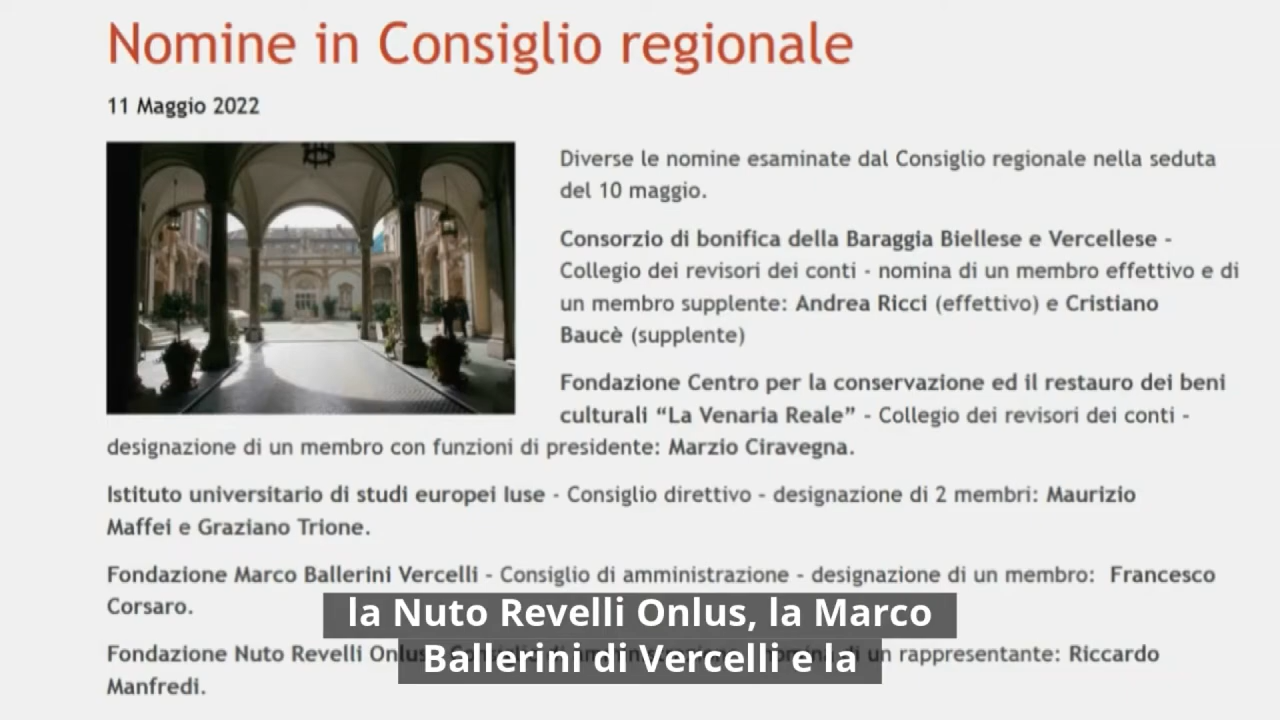 Nomine in Consiglio regionale
11 Maggio 2022
Diverse le nomine esaminate dal Consiglio regionale nella seduta
del 10 maggio.
Consorzio di bonifica della Baraggia Biellese e Vercellese -
Collegio dei revisori dei conti - nomina di un membro effettivo e di
un membro supplente: Andrea Ricci (effettivo) e Cristiano
Baucè (supplente)
Fondazione Centro per la conservazione ed il restauro dei beni
culturali “La Venaria Reale” - Collegio dei revisori dei conti -
designazione di un membro con funzioni di presidente: Marzio Ciravegna.
Istituto universitario di studi europei Iuse - Consiglio direttivo - designazione di 2 membri: Maurizio
Maffei e Graziano Trione.
Fondazione Marco Ballerini Vercelli - Consiglio di amministrazione - designazione di un membro: Francesco
Corsaro.
la Nuto Revelli Onlus, la Marco
Ballerini di Vercelli e la
Fondazione Nuto Revelli Onlus un rappresentante: Riccardo
Manfredi.